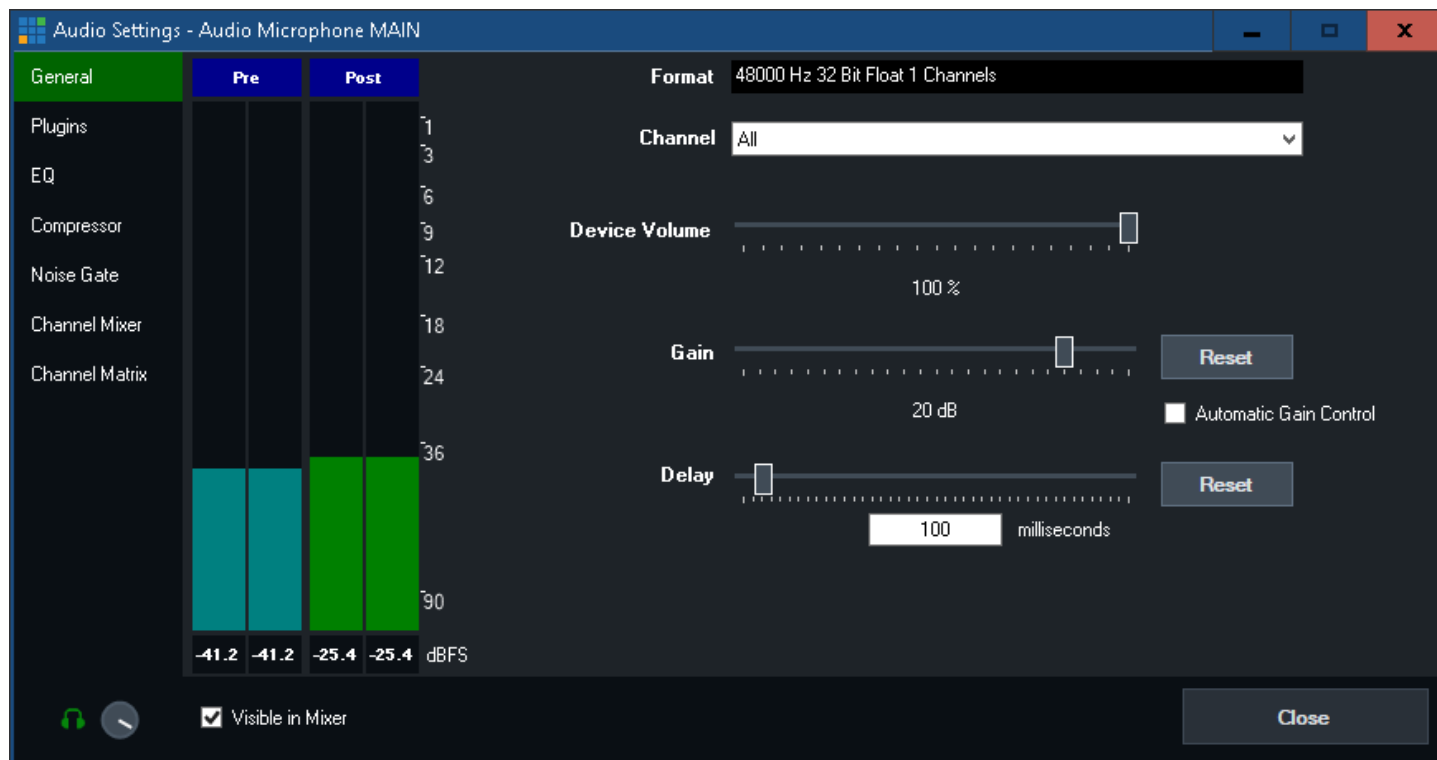 Audio Settings - Audio Microphone MAIN
General
Plugins
EQ
Compressor
Noise Gate
Channel Mixer
Channel Matrix
Pre Post
1
3
6
9
12
18
24
36
90
-41.2 -41.2 -25.4 -25.4 dBFS
Format 48000 Hz 32 Bit Float 1 Channels
Channel All
Device Volume
100 %
Gain Reset
20 dB Automatic Gain Control
Delay Reset
100 milliseconds
Visible in Mixer
Close